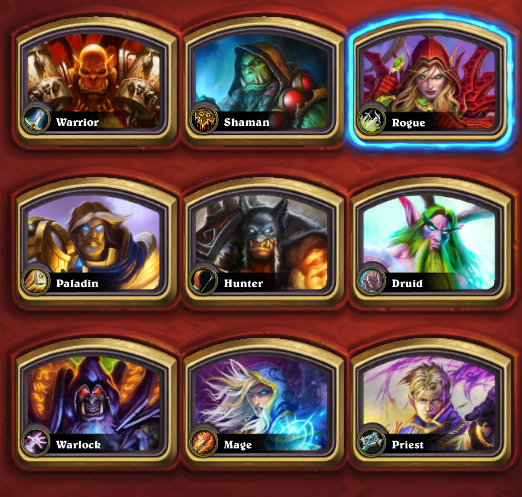 Warrior
Shaman
Rogue
Paladin
Hunter
Druid
Warlock
Mage
Priest